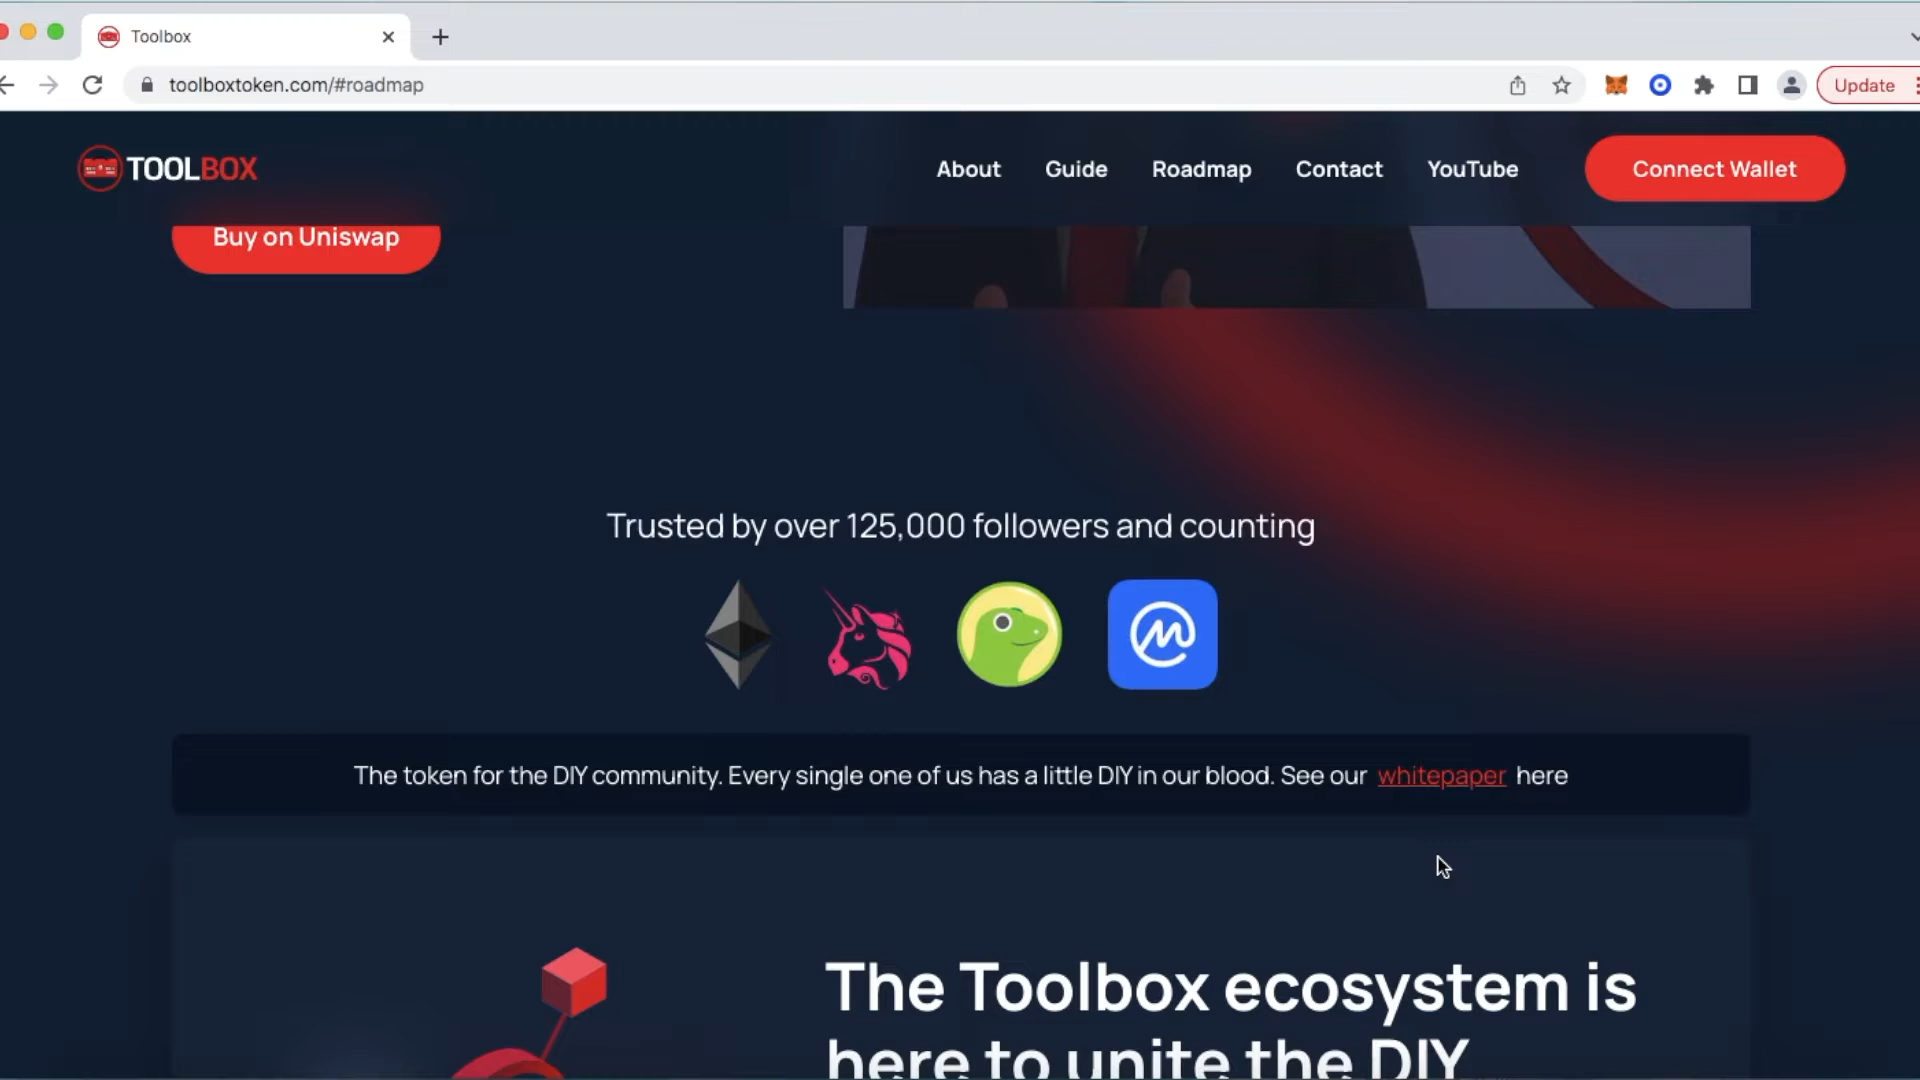 Toolbox
toolboxtoken.com/#roadmap
Update
TOOLBOX
About
Guide
Roadmap
Contact
YouTube
Connect Wallet
Buy on Uniswap
Trusted by over 125,000 followers and counting
The token for the DIY community. Every single one of us has a little DIY in our blood. See our whitepaper here
The Toolbox ecosystem is
here to unite the DIY